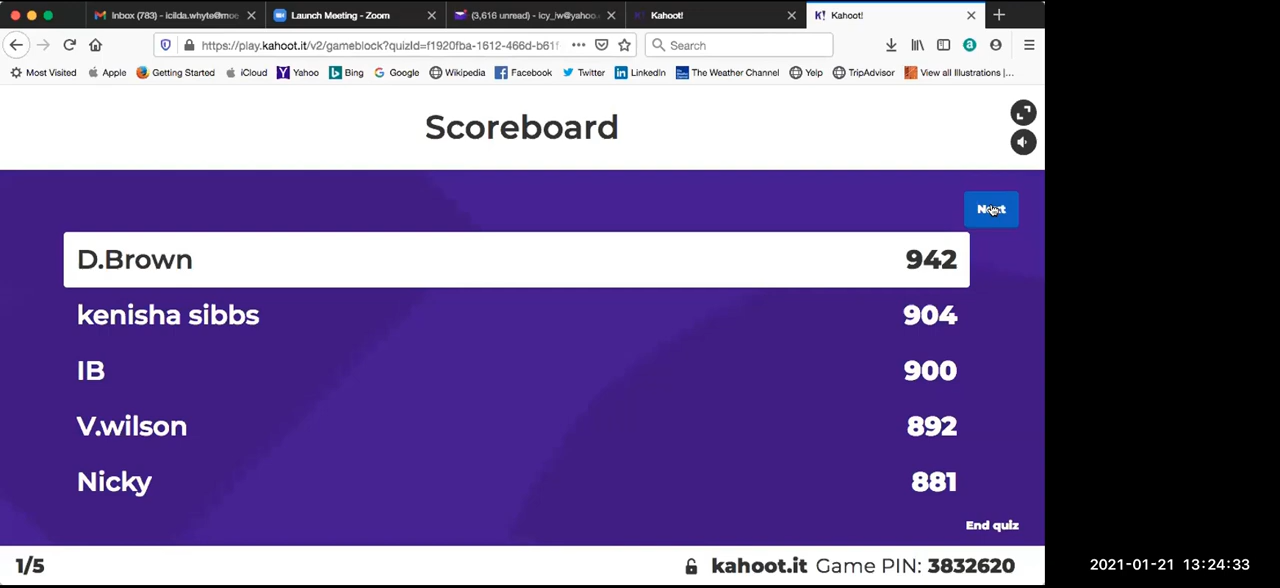 Inbox (783) - icilda.whyte@moe
Launch Meeting - Zoom
(3,616 unread) - icy_iw@yahoo.
Kahoot!
K! Kahoot!
https://play.kahoot.it/v2/gameblock?quizId=f1920fba-1612-466d-b61f
Search
Most Visited
Apple
Getting Started
iCloud
Yahoo
Bing
Google
Wikipedia
Facebook
Twitter
LinkedIn
The Weather Channel
Yelp
TripAdvisor
View all Illustrations |...
Scoreboard
Next
D.Brown 942
kenisha sibbs 904
IB 900
V.wilson 892
Nicky 881
End quiz
1/5
kahoot.it Game PIN: 3832620
2021-01-21 13:24:33